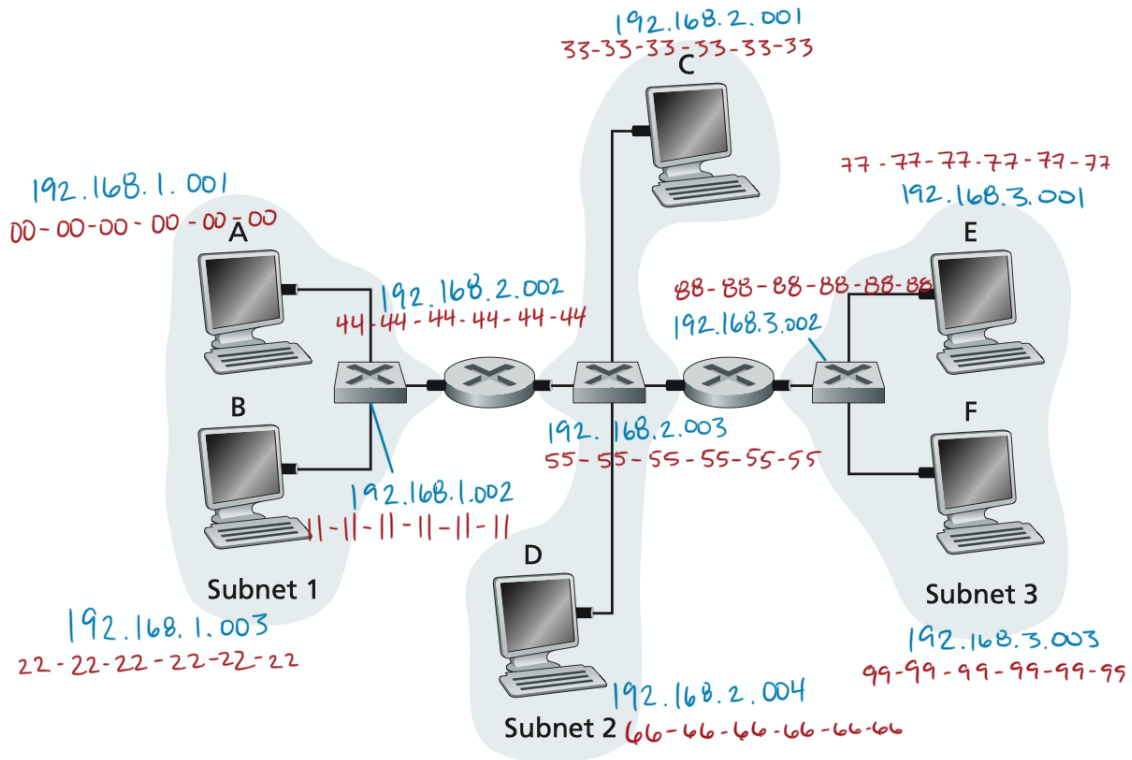 192.168.2.001
33-33-33-33-33-33
C
77-77-77-77-77-77
192.168.1.001
192.168.3.001
00-00-00-00-00-00
A
E
192.168.2.002
88-88-88-88-88-88
44-44-44-44-44-44
192.168.3.002
B
F
192.168.2.003
55-55-55-55-55-55
192.168.1.002
11-11-11-11-11-11
D
Subnet 1
Subnet 3
192.168.1.003
192.168.3.003
22-22-22-22-22-22
99-99-99-99-99-99
192.168.2.004
Subnet 2
66-66-66-66-66-66